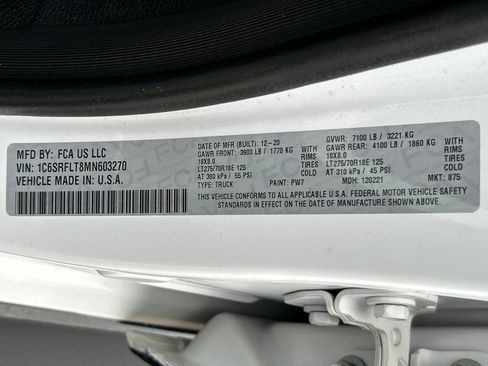 MFD BY: FCA US LLC
VIN: 1C6SRFLT8MN603270
VEHICLE MADE IN: U.S.A.
DATE OF MFR (BUILT): 12-20
GAWR FRONT: 3900 LB / 1770 KG
18X8.0
LT275/70R18E 125
AT 380 kPa / 55 PSI
TYPE: TRUCK
GVWR: 7100 LB / 3221 KG
GAWR REAR: 4100 LB / 1860 KG
18X8.0 TIRES
LT275/70R18E 125 COLD
AT 310 kPa / 45 PSI
TIRES
COLD
PAINT: PW7 MDH: 120221 MKT: 875
THIS VEHICLE CONFORMS TO ALL APPLICABLE U.S.A. FEDERAL MOTOR VEHICLE SAFETY
STANDARDS IN EFFECT ON THE DATE OF MANUFACTURE SHOWN ABOVE.